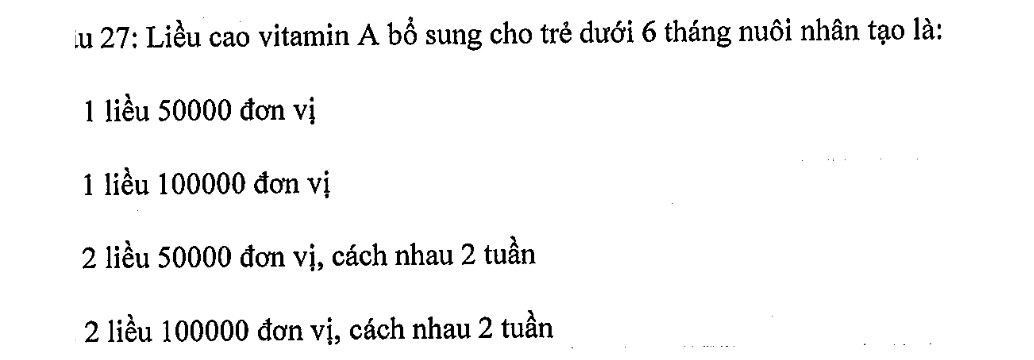 u 27: Liều cao vitamin A bổ sung cho trẻ dưới 6 tháng nuôi nhân tạo là:
1 liều 50000 đơn vị
1 liều 100000 đơn vị
2 liều 50000 đơn vị, cách nhau 2 tuần
2 liều 100000 đơn vị, cách nhau 2 tuần